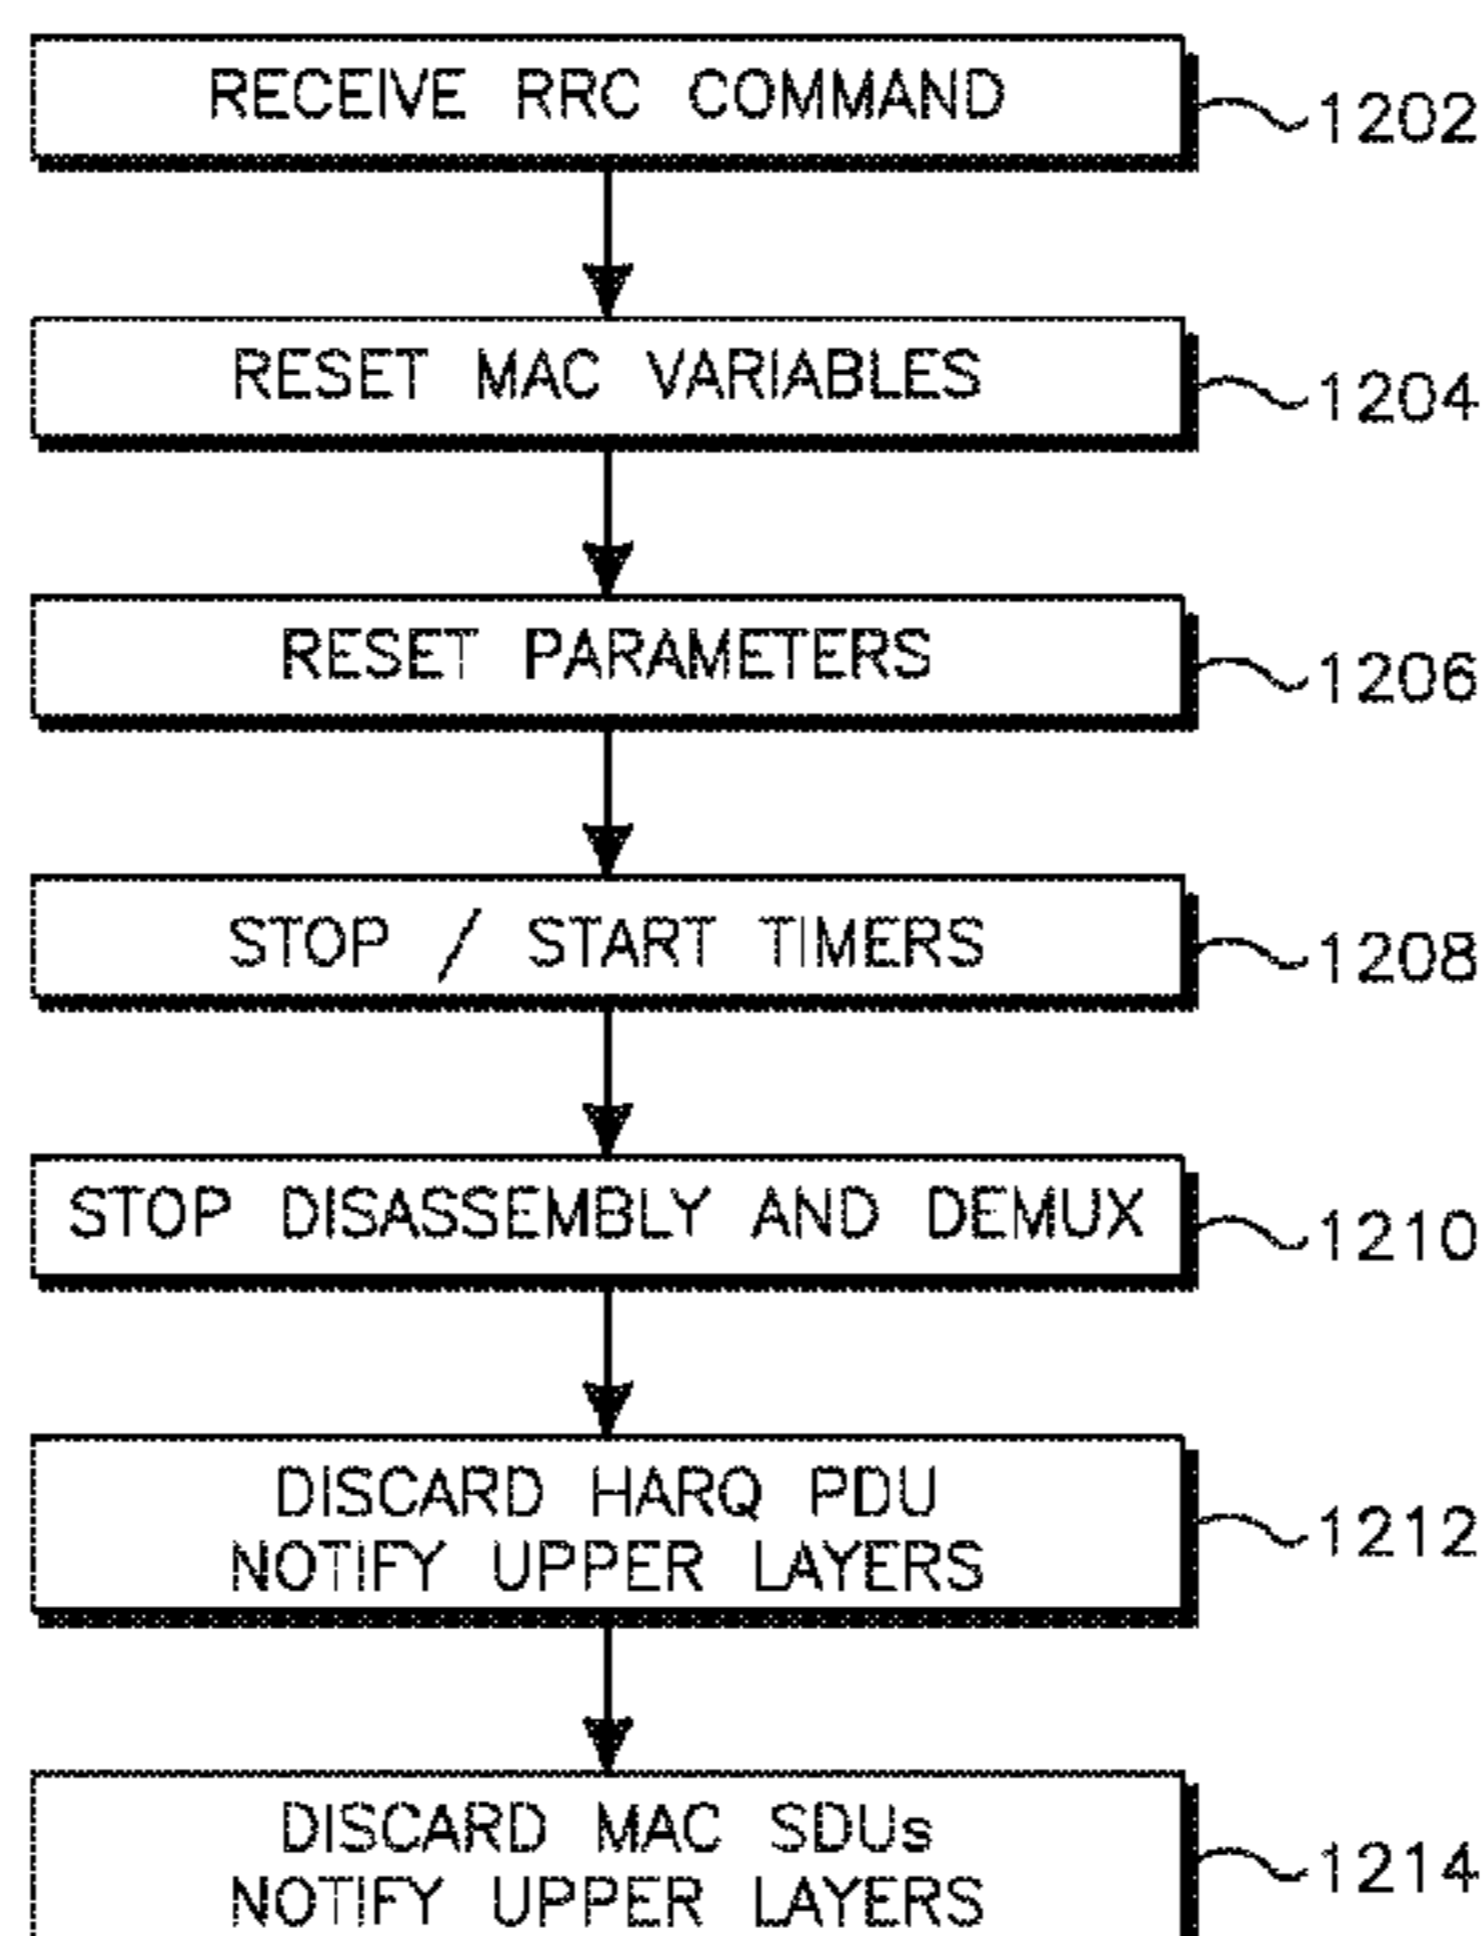 RECEIVE RRC COMMAND
1202
RESET MAC VARIABLES
1204
RESET PARAMETERS
1206
STOP / START TIMERS
1208
STOP DISASSEMBLY AND DEMUX
1210
DISCARD HARQ PDU
NOTIFY UPPER LAYERS
1212
DISCARD MAC SDUs
NOTIFY UPPER LAYERS
1214